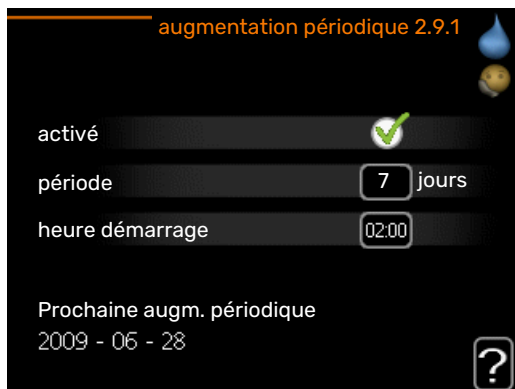 augmentation périodique 2.9.1
activé
période 7 jours
heure démarrage 02:00
Prochaine augm. périodique
2009 - 06 - 28
?